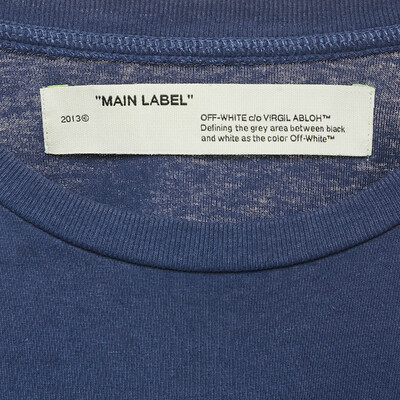 "MAIN LABEL"
2013©
OFF-WHITE c/o VIRGIL ABLOH™
Defining the grey area between black
and white as the color Off-White™